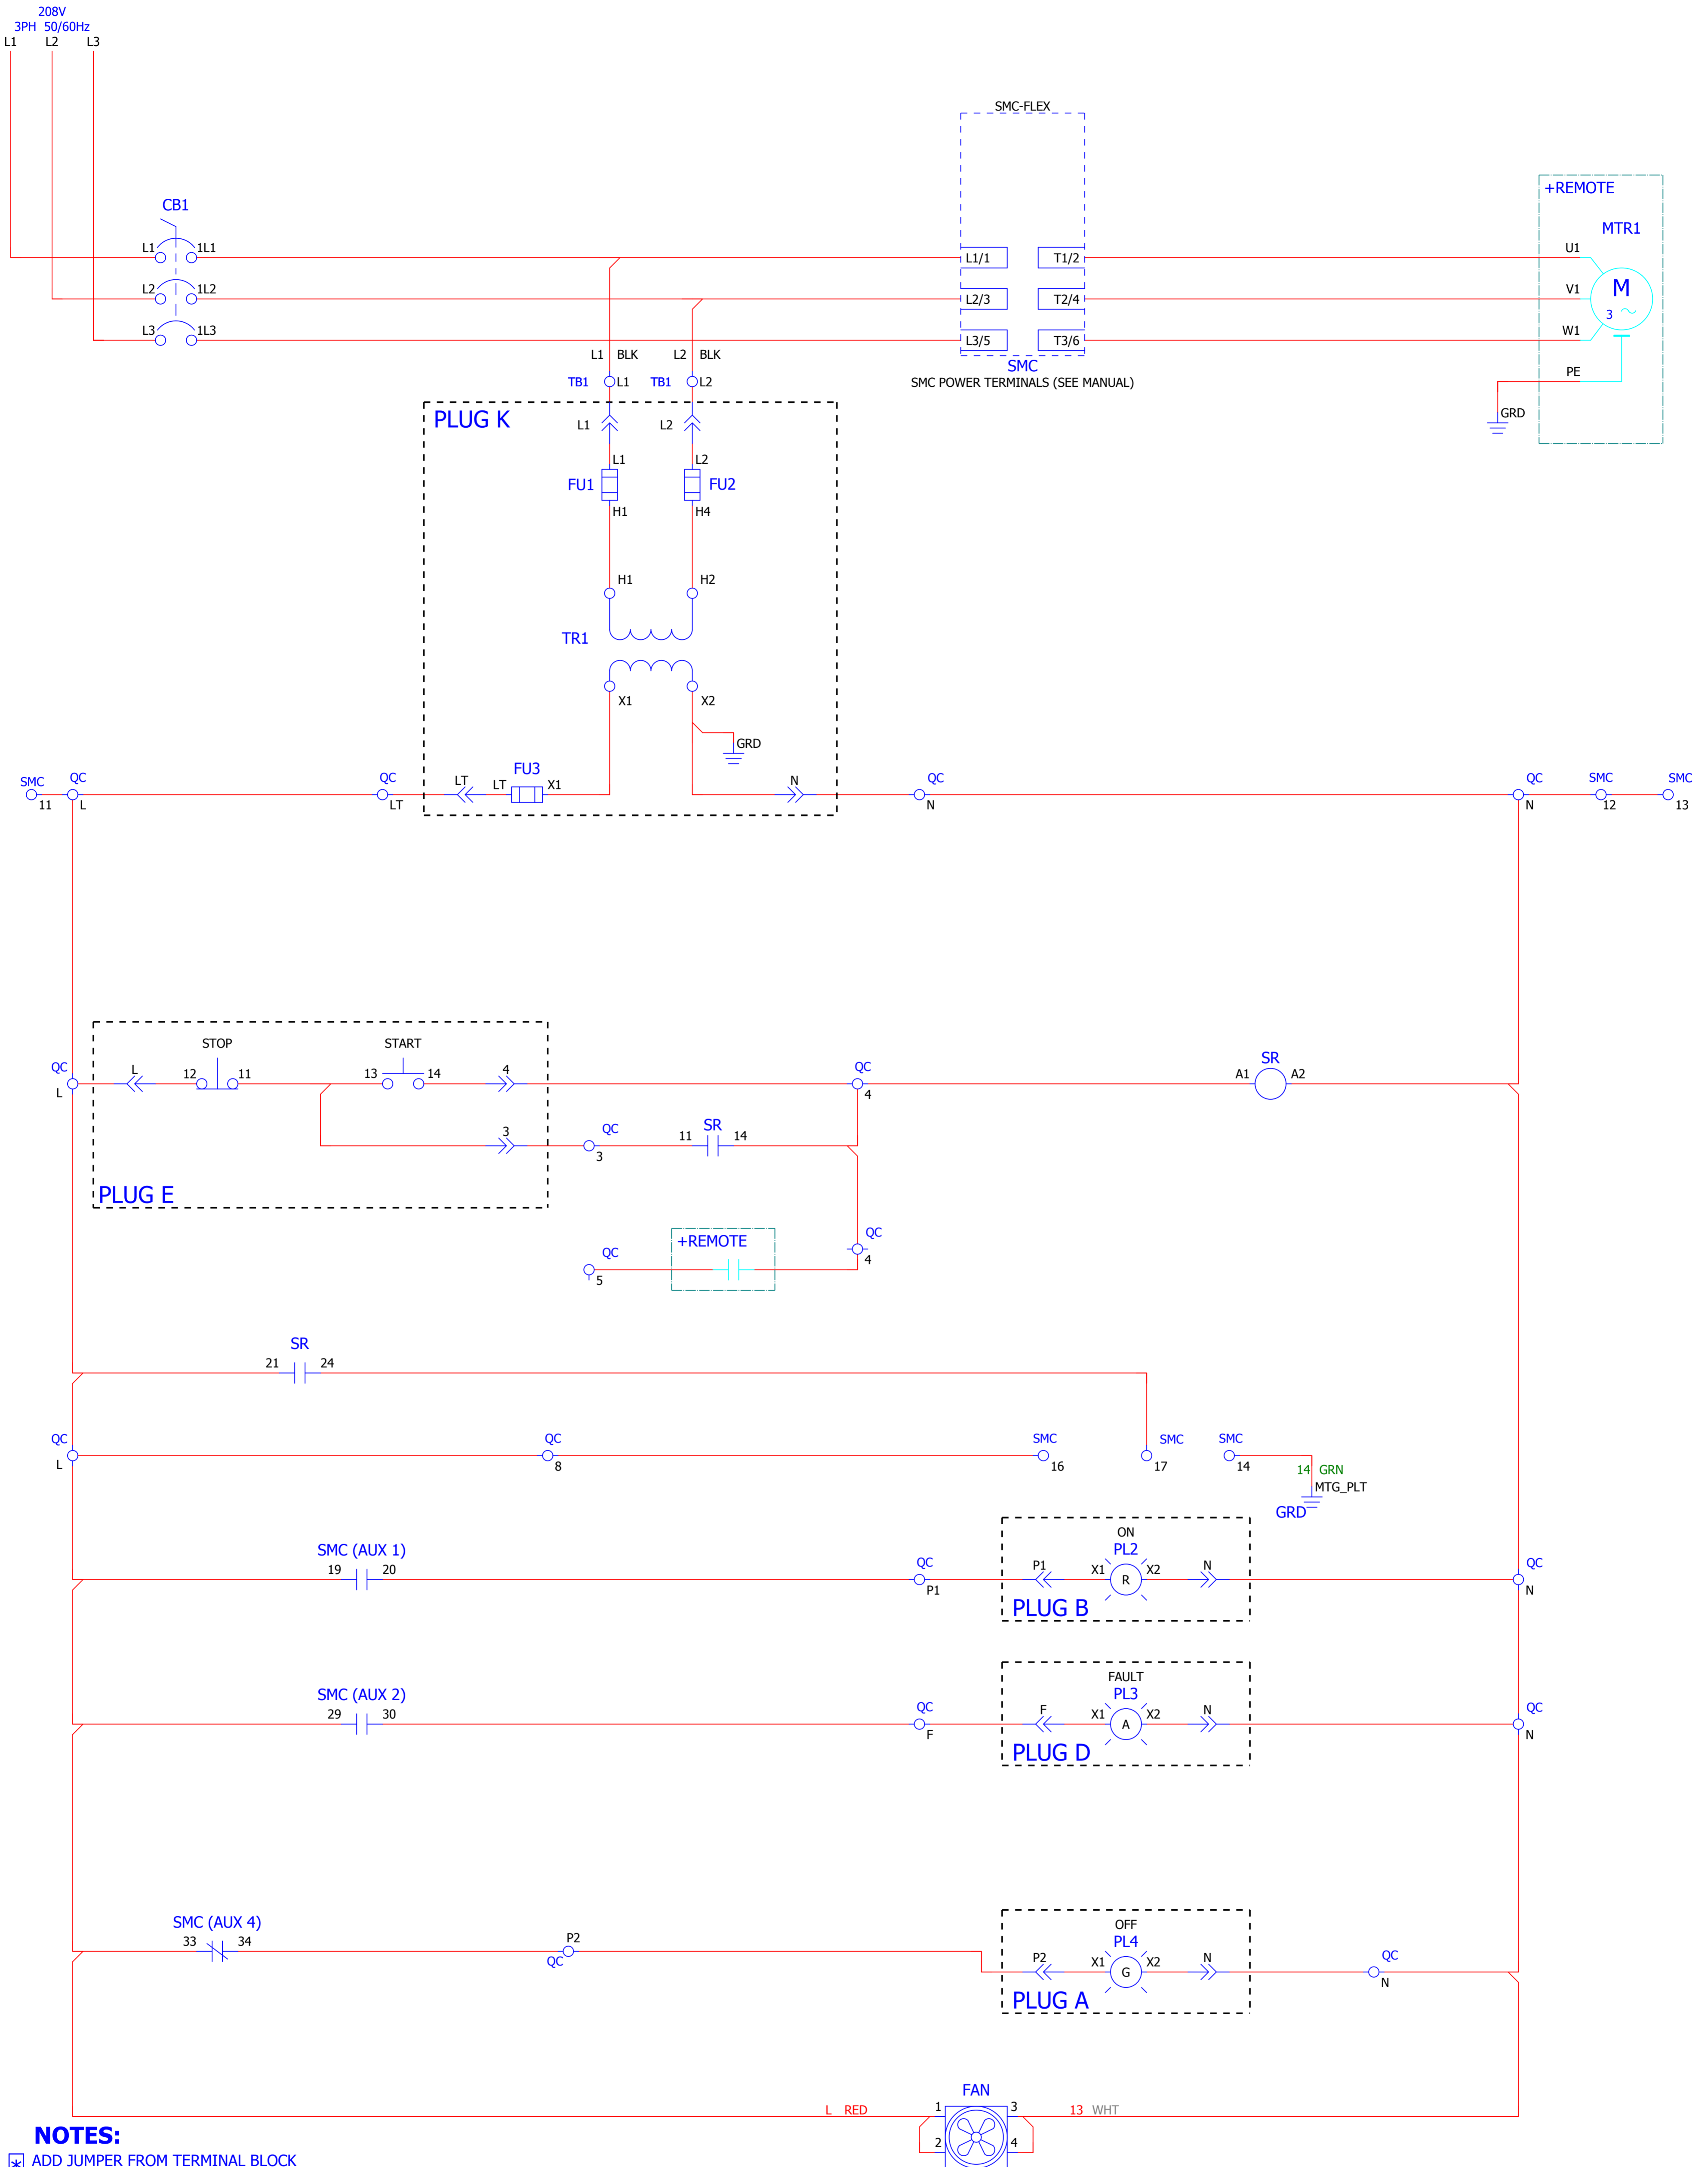 208V
3PH 50/60Hz
L1 L2 L3
SMC-FLEX
+REMOTE
CB1
MTR1
L1 1L1
L1/1 T1/2
U1
L2 1L2
L2/3 T2/4
V1
M
3
L3 1L3
L3/5 T3/6
W1
L1 BLK L2 BLK
SMC
PE
TB1 L1 TB1 L2
SMC POWER TERMINALS (SEE MANUAL)
GRD
PLUG K
L1 L2
L1 L2
FU1 FU2
H1 H4
H1 H2
TR1
X1 X2
GRD
SMC QC QC LT FU3 LT X1 N QC QC SMC SMC
11 L LT N N 12 13
STOP START
QC L 12 11 13 14 4 QC SR
L 4 A1 A2
3 QC 11 SR 14
3
PLUG E
+REMOTE QC
QC 4
5
SR
21 24
QC QC SMC SMC SMC
L 8 16 17 14
14 GRN
MTG_PLT
GRD
ON
SMC (AUX 1) PL2
19 20 QC P1 X1 R X2 N QC
P1 N
PLUG B
FAULT
SMC (AUX 2) PL3
29 30 QC F X1 A X2 N QC
F N
PLUG D
SMC (AUX 4) OFF
33 34 P2 PL4
QC P2 X1 G X2 N QC
N
PLUG A
FAN
L RED 1 3 13 WHT
2 4
NOTES:
* ADD JUMPER FROM TERMINAL BLOCK